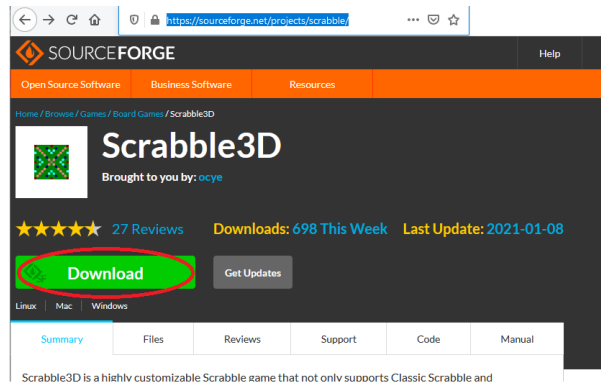 https://sourceforge.net/projects/scrabble/
SOURCEFORGE
Help
Open Source Software Business Software Resources
Home / Browse / Games / Board Games / Scrabble3D
Scrabble3D
Brought to you by: ocye
27 Reviews Downloads: 698 This Week Last Update: 2021-01-08
Download Get Updates
Linux | Mac | Windows
Summary Files Reviews Support Code Manual
Scrabble3D is a highly customizable Scrabble game that not only supports Classic Scrabble and